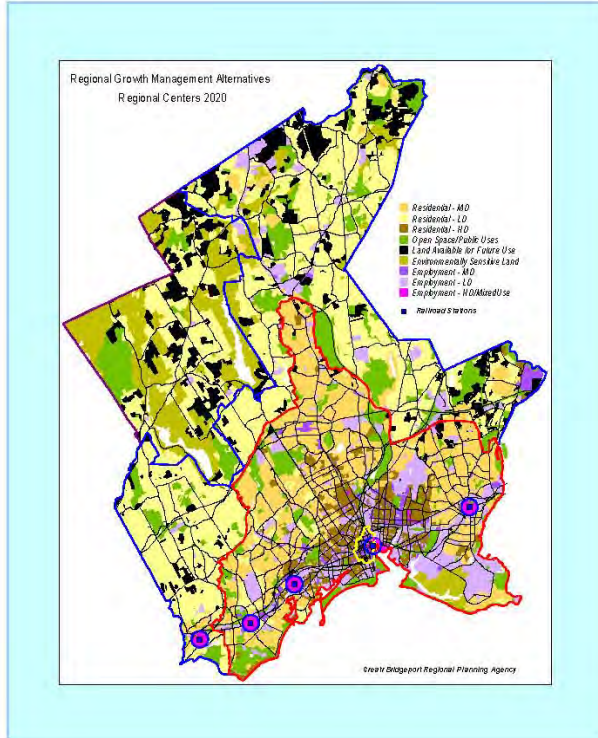 Regional Growth Management Alternatives
Regional Centers 2020
Residential - MD
Residential - LD
Residential - HD
Open Space/Public Uses
Land Available for Future Use
Environmentally Sensitive Land
Employment - MD
Employment - LD
Employment - HD/Mixed Use
Railroad Stations
Bridgeport Regional Planning Agency